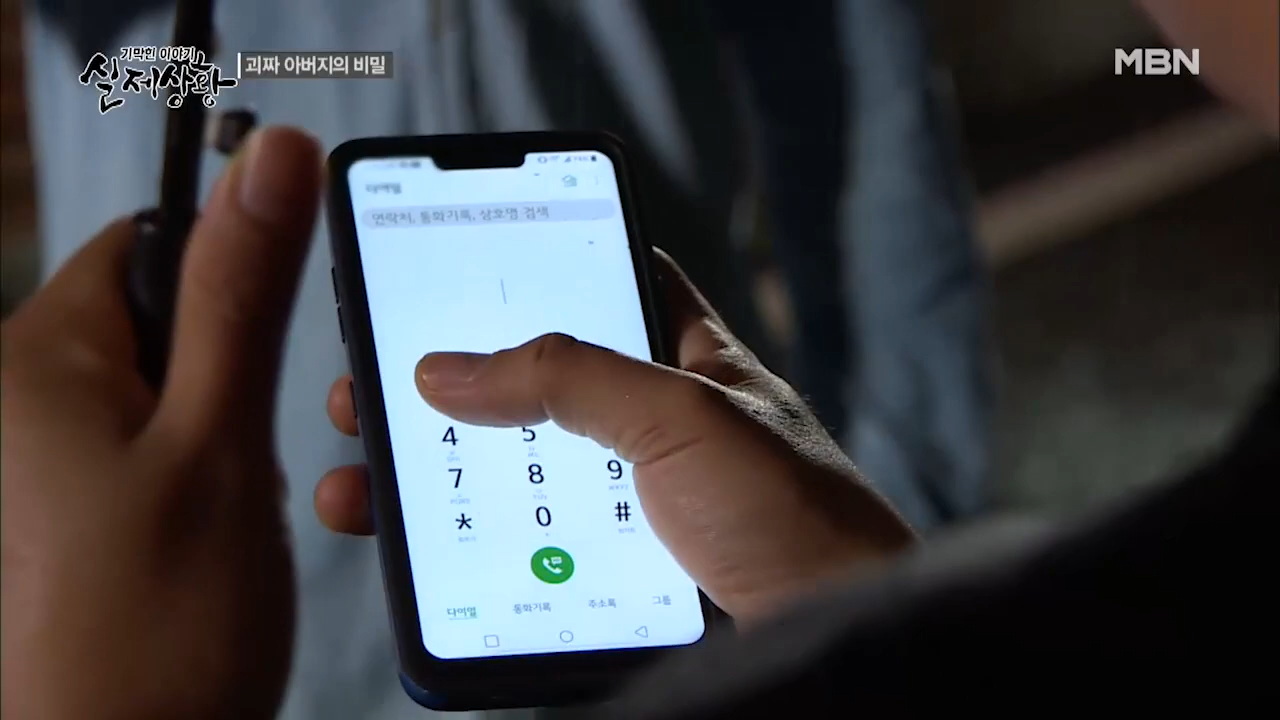 기막힌 이야기
실제상황
괴짜 아버지의 비밀
MBN
다이얼
연락처, 통화기록, 상호명 검색
4 5
7 8 9
* 0 #
다이얼 통화기록 주소록 그룹